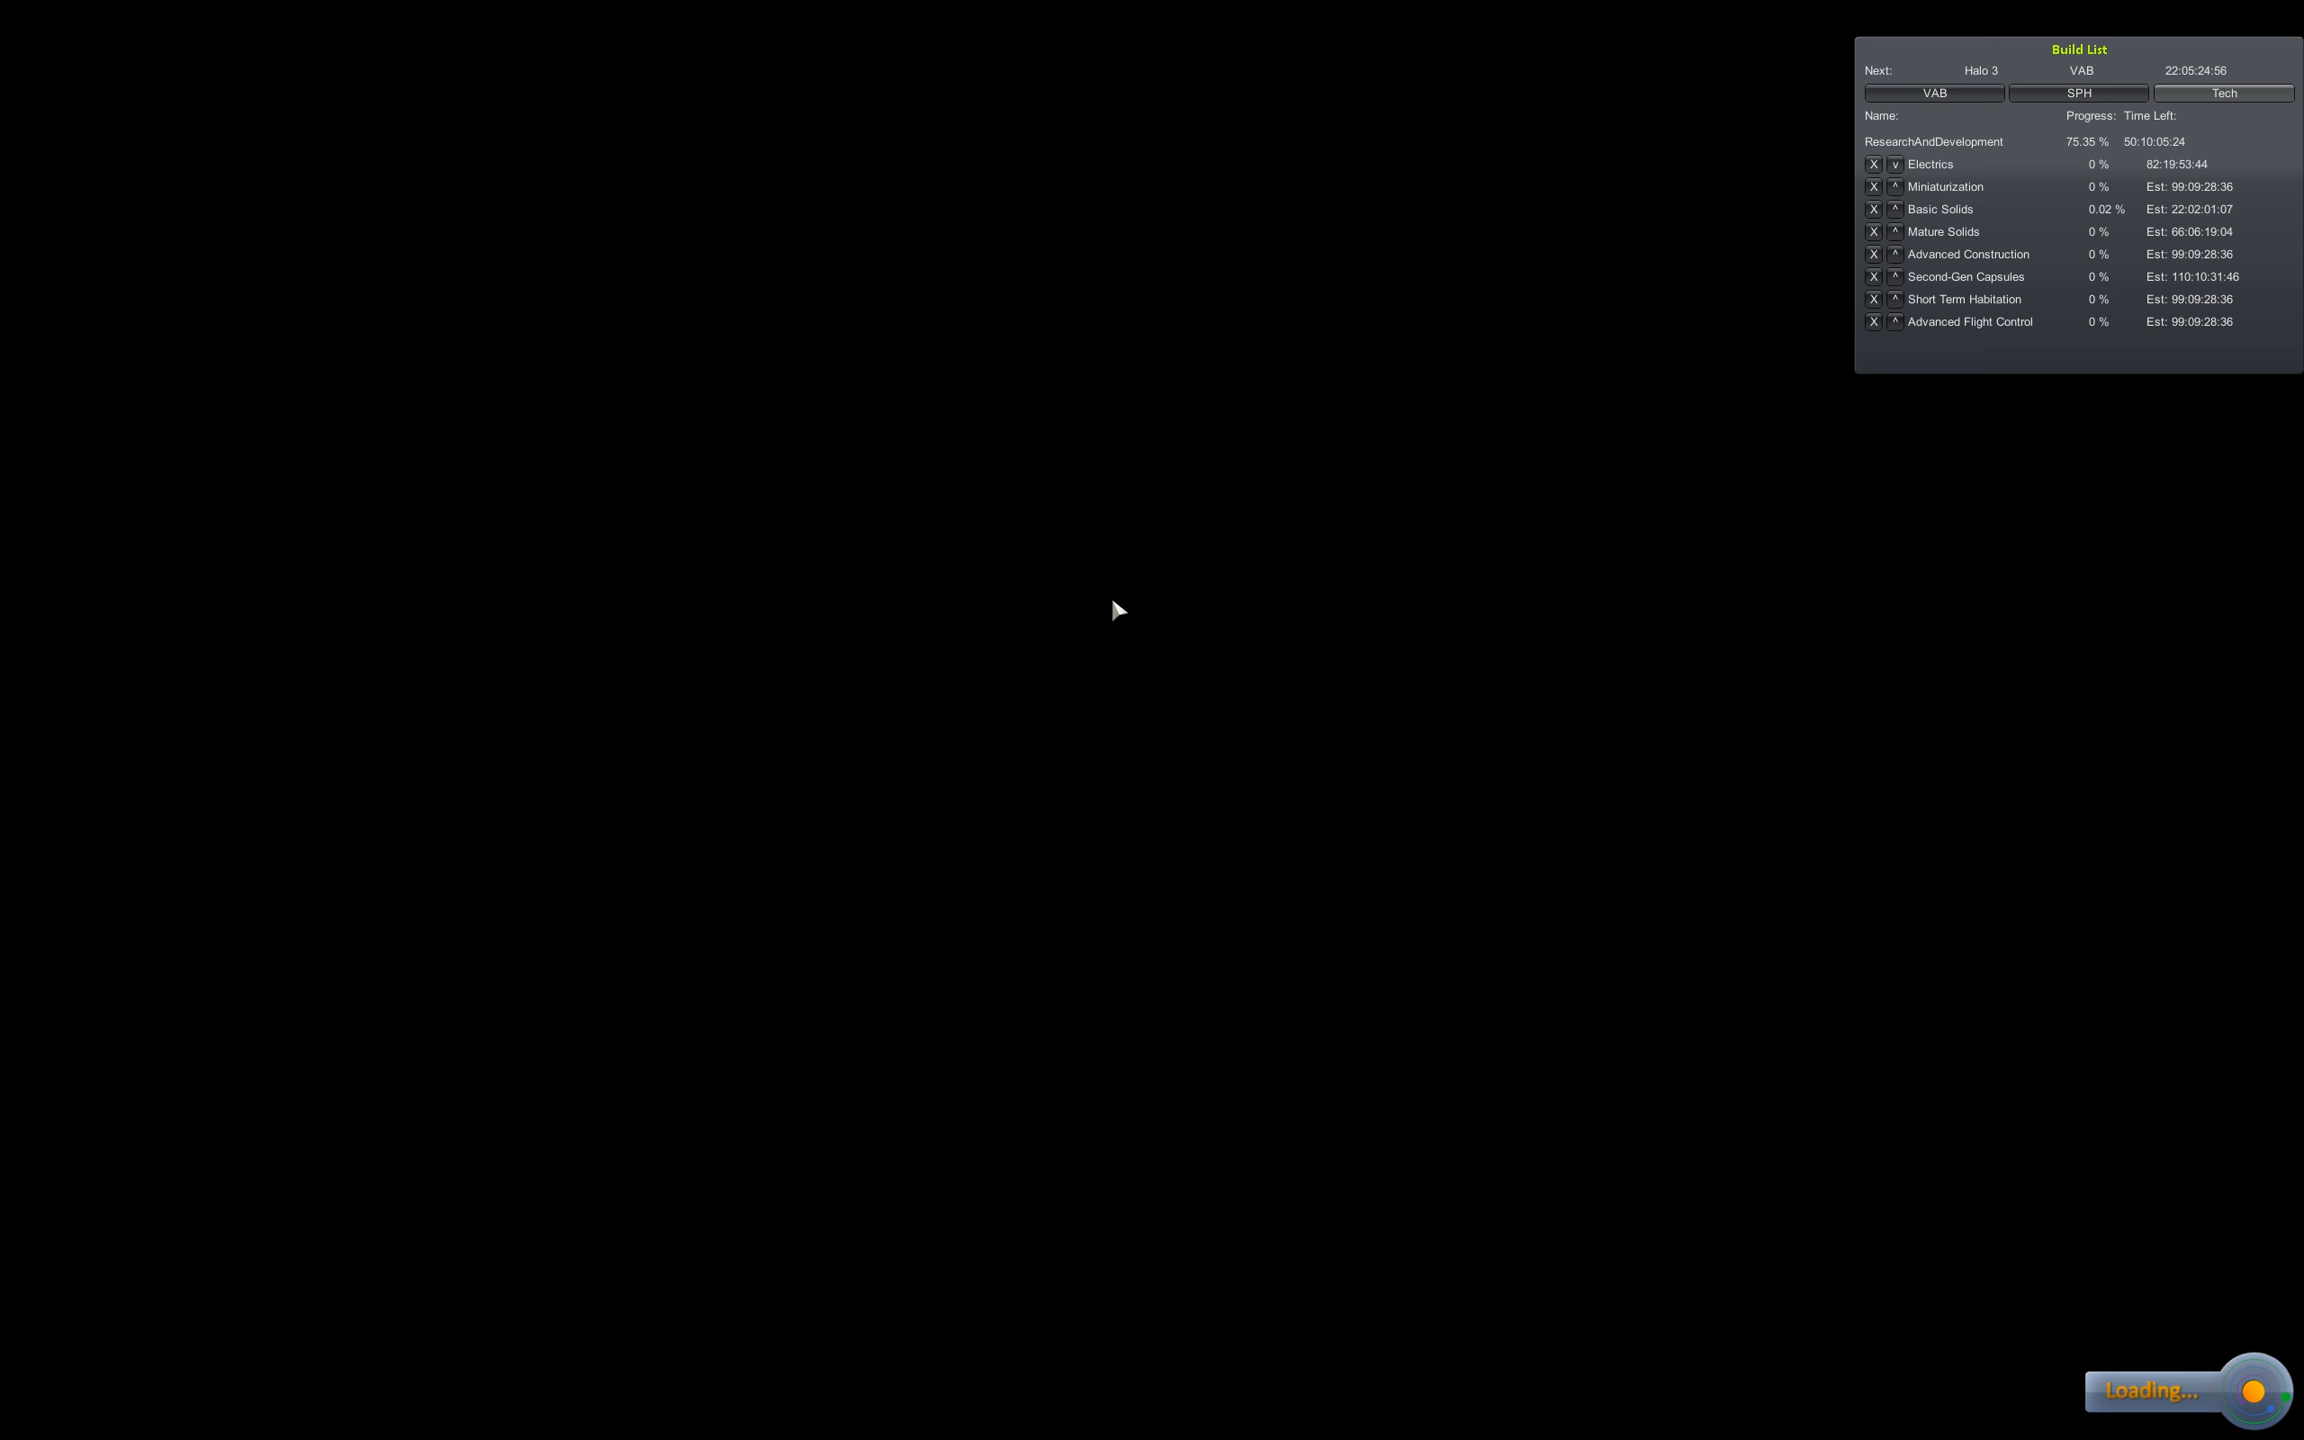 Build List
Next: Halo 3 VAB 22:05:24:56
VAB SPH Tech
Name: Progress: Time Left:
ResearchAndDevelopment 75.35 % 50:10:05:24
X v Electrics 0 % 82:19:53:44
X ^ Miniaturization 0 % Est: 99:09:28:36
X ^ Basic Solids 0.02 % Est: 22:02:01:07
X ^ Mature Solids 0 % Est: 66:06:19:04
X ^ Advanced Construction 0 % Est: 99:09:28:36
X ^ Second-Gen Capsules 0 % Est: 110:10:31:46
X ^ Short Term Habitation 0 % Est: 99:09:28:36
X ^ Advanced Flight Control 0 % Est: 99:09:28:36
Loading...